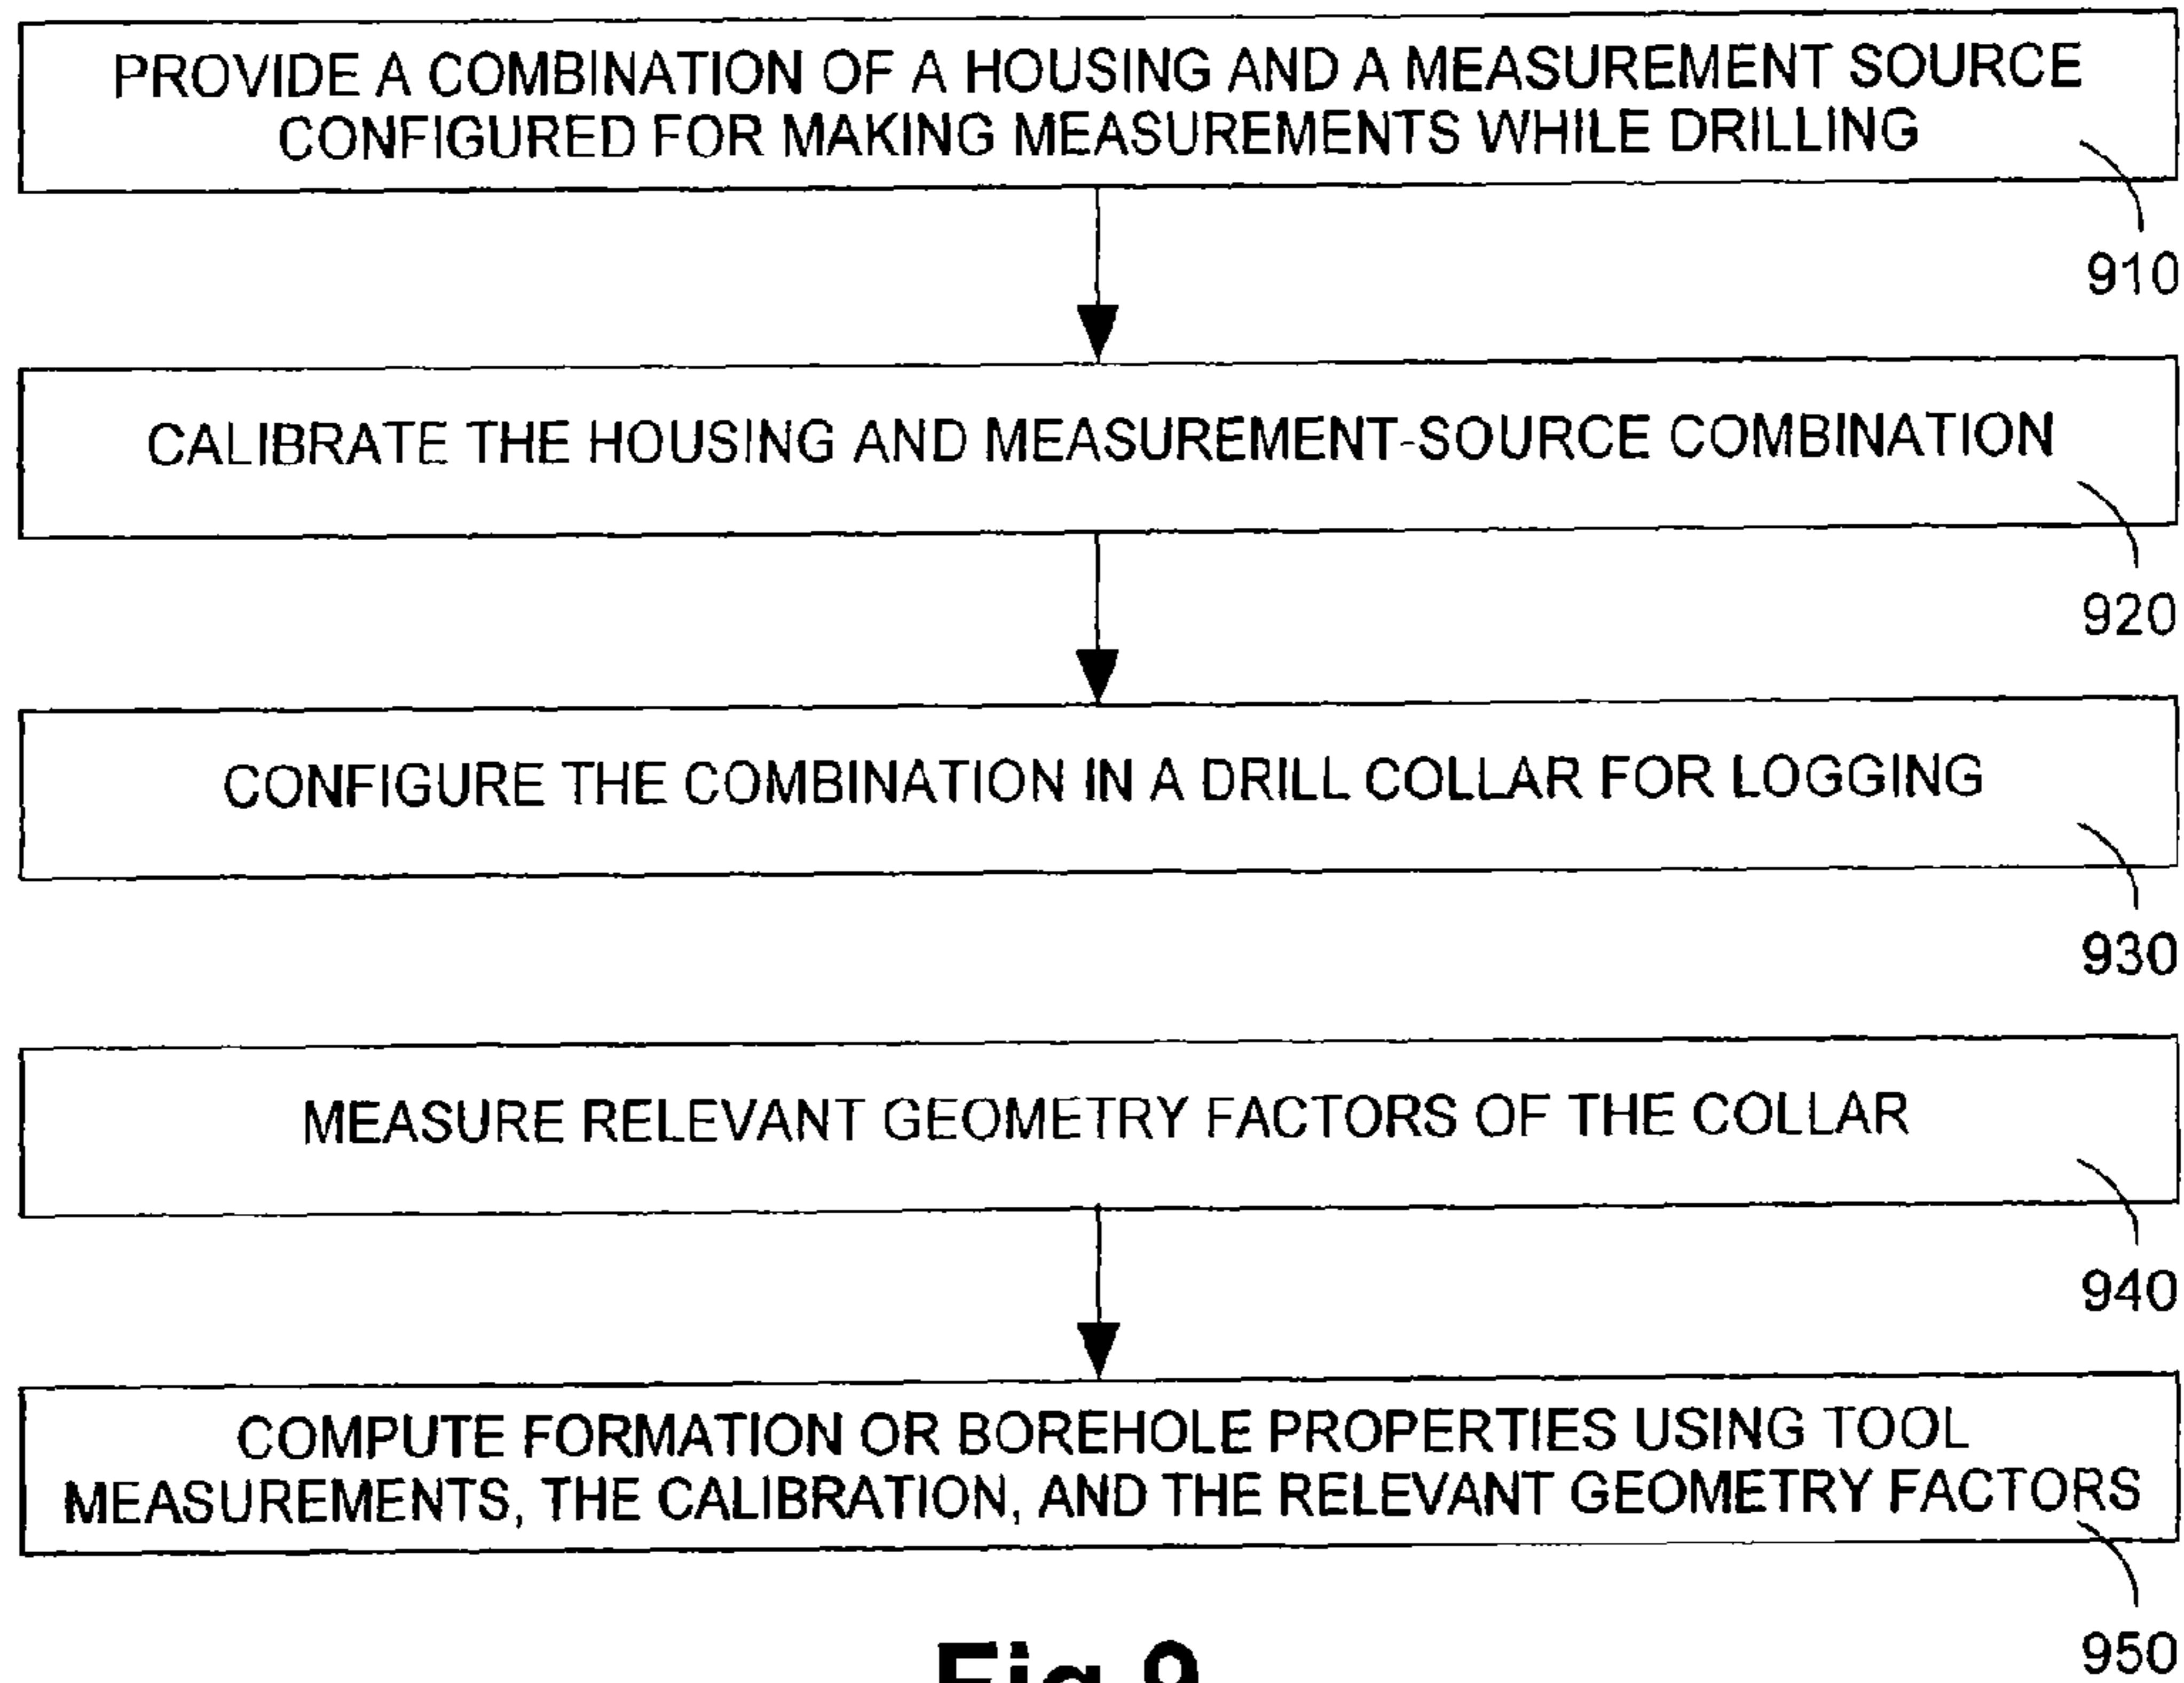 PROVIDE A COMBINATION OF A HOUSING AND A MEASUREMENT SOURCE
CONFIGURED FOR MAKING MEASUREMENTS WHILE DRILLING
910
CALIBRATE THE HOUSING AND MEASUREMENT-SOURCE COMBINATION
920
CONFIGURE THE COMBINATION IN A DRILL COLLAR FOR LOGGING
930
MEASURE RELEVANT GEOMETRY FACTORS OF THE COLLAR
940
COMPUTE FORMATION OR BOREHOLE PROPERTIES USING TOOL
MEASUREMENTS, THE CALIBRATION, AND THE RELEVANT GEOMETRY FACTORS
950
Fig 9